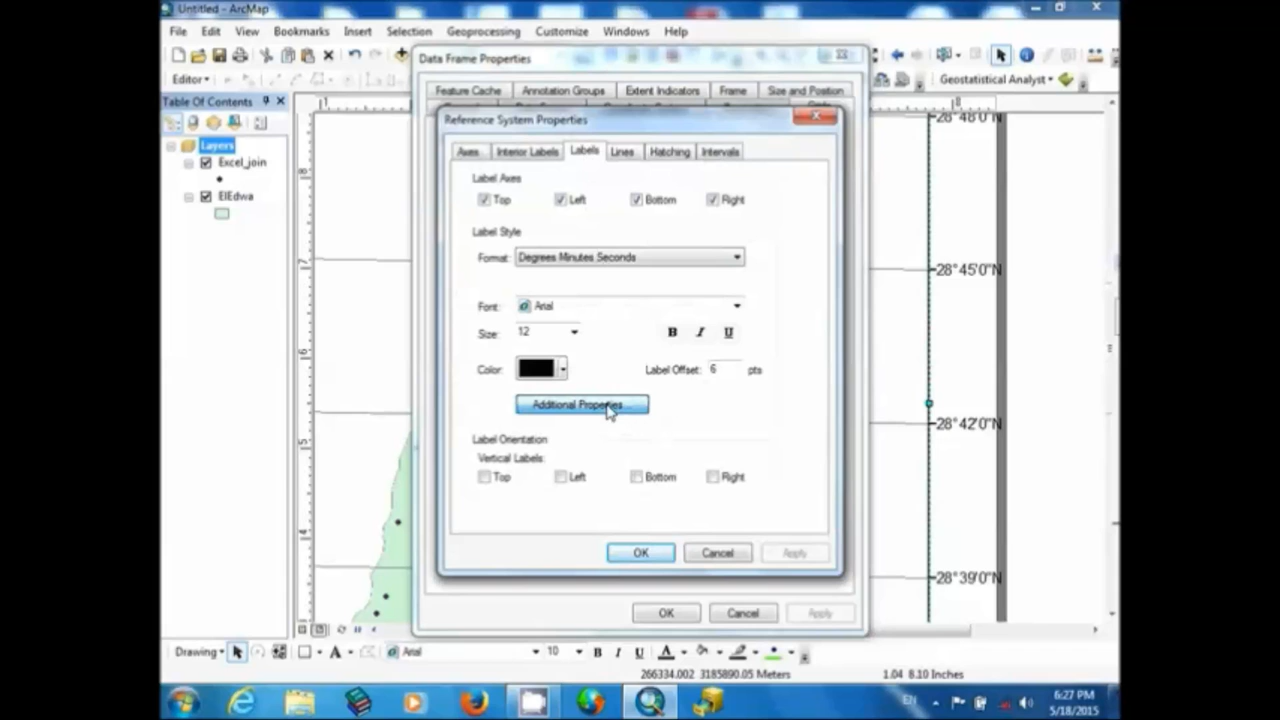 Untitled - ArcMap
File Edit View Bookmarks Insert Selection Geoprocessing Customize Windows Help
Data Frame Properties
Editor
Geostatistical Analyst
Feature Cache Annotation Groups Extent Indicators Frame Size and Position
Table Of Contents
Reference System Properties
28°48'0"N
Layers
Axes Interior Labels Labels Lines Hatching Intervals
Excel_join
Label Axes
ElEdwa
Top Left Bottom Right
Label Style
Format: Degrees Minutes Seconds
28°45'0"N
Font: Arial
Size: 12
B I U
Color: Label Offset: 6 pts
Additional Properties
28°42'0"N
Label Orientation
Vertical Labels:
Top Left Bottom Right
OK Cancel Apply
28°39'0"N
OK Cancel Apply
Drawing A Arial 10 B I U A
266334.002 3185890.05 Meters 1.04 8.10 Inches
EN
6:27 PM
5/18/2015